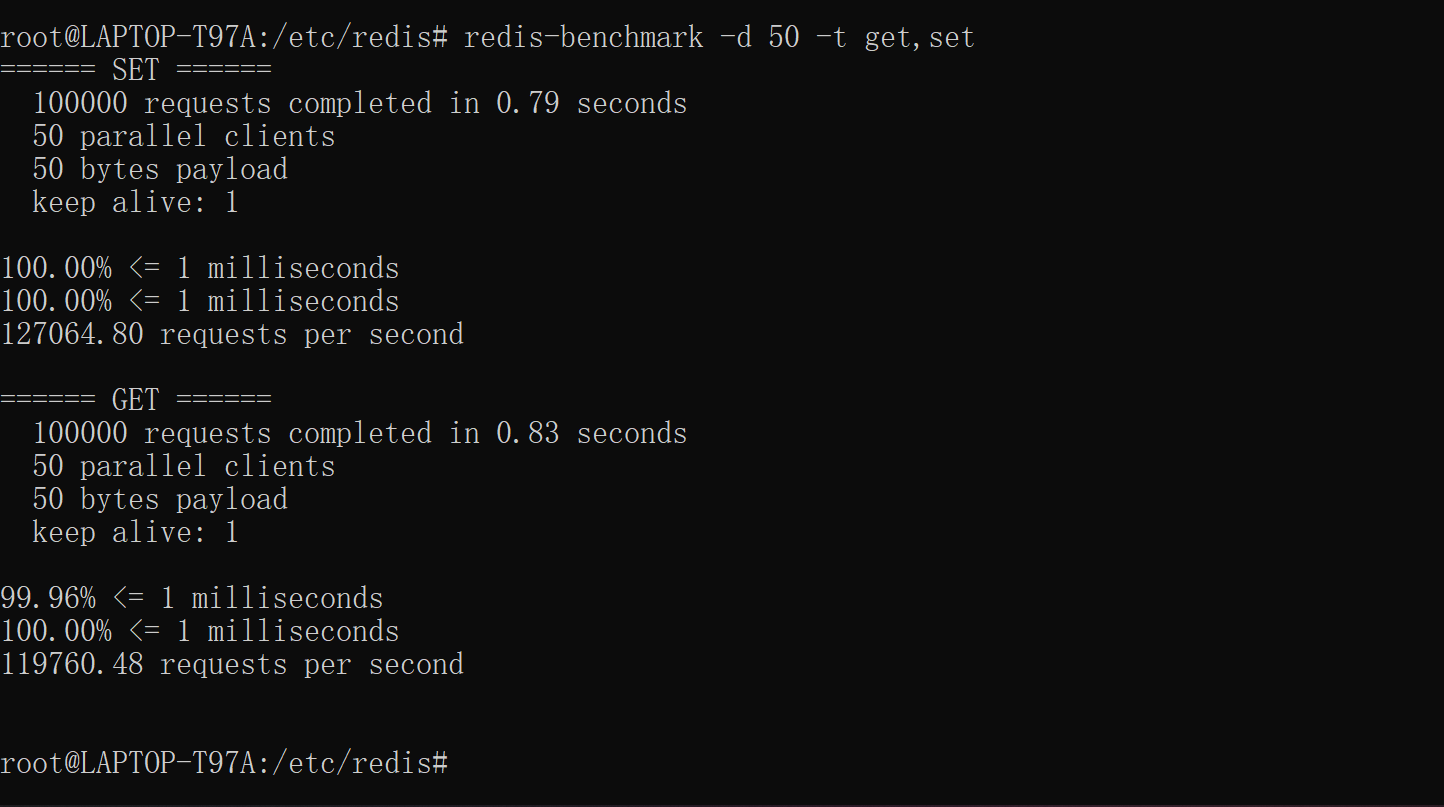 root@LAPTOP-T97A:/etc/redis# redis-benchmark -d 50 -t get,set
====== SET ======
  100000 requests completed in 0.79 seconds
  50 parallel clients
  50 bytes payload
  keep alive: 1

100.00% <= 1 milliseconds
100.00% <= 1 milliseconds
127064.80 requests per second

====== GET ======
  100000 requests completed in 0.83 seconds
  50 parallel clients
  50 bytes payload
  keep alive: 1

99.96% <= 1 milliseconds
100.00% <= 1 milliseconds
119760.48 requests per second

root@LAPTOP-T97A:/etc/redis#